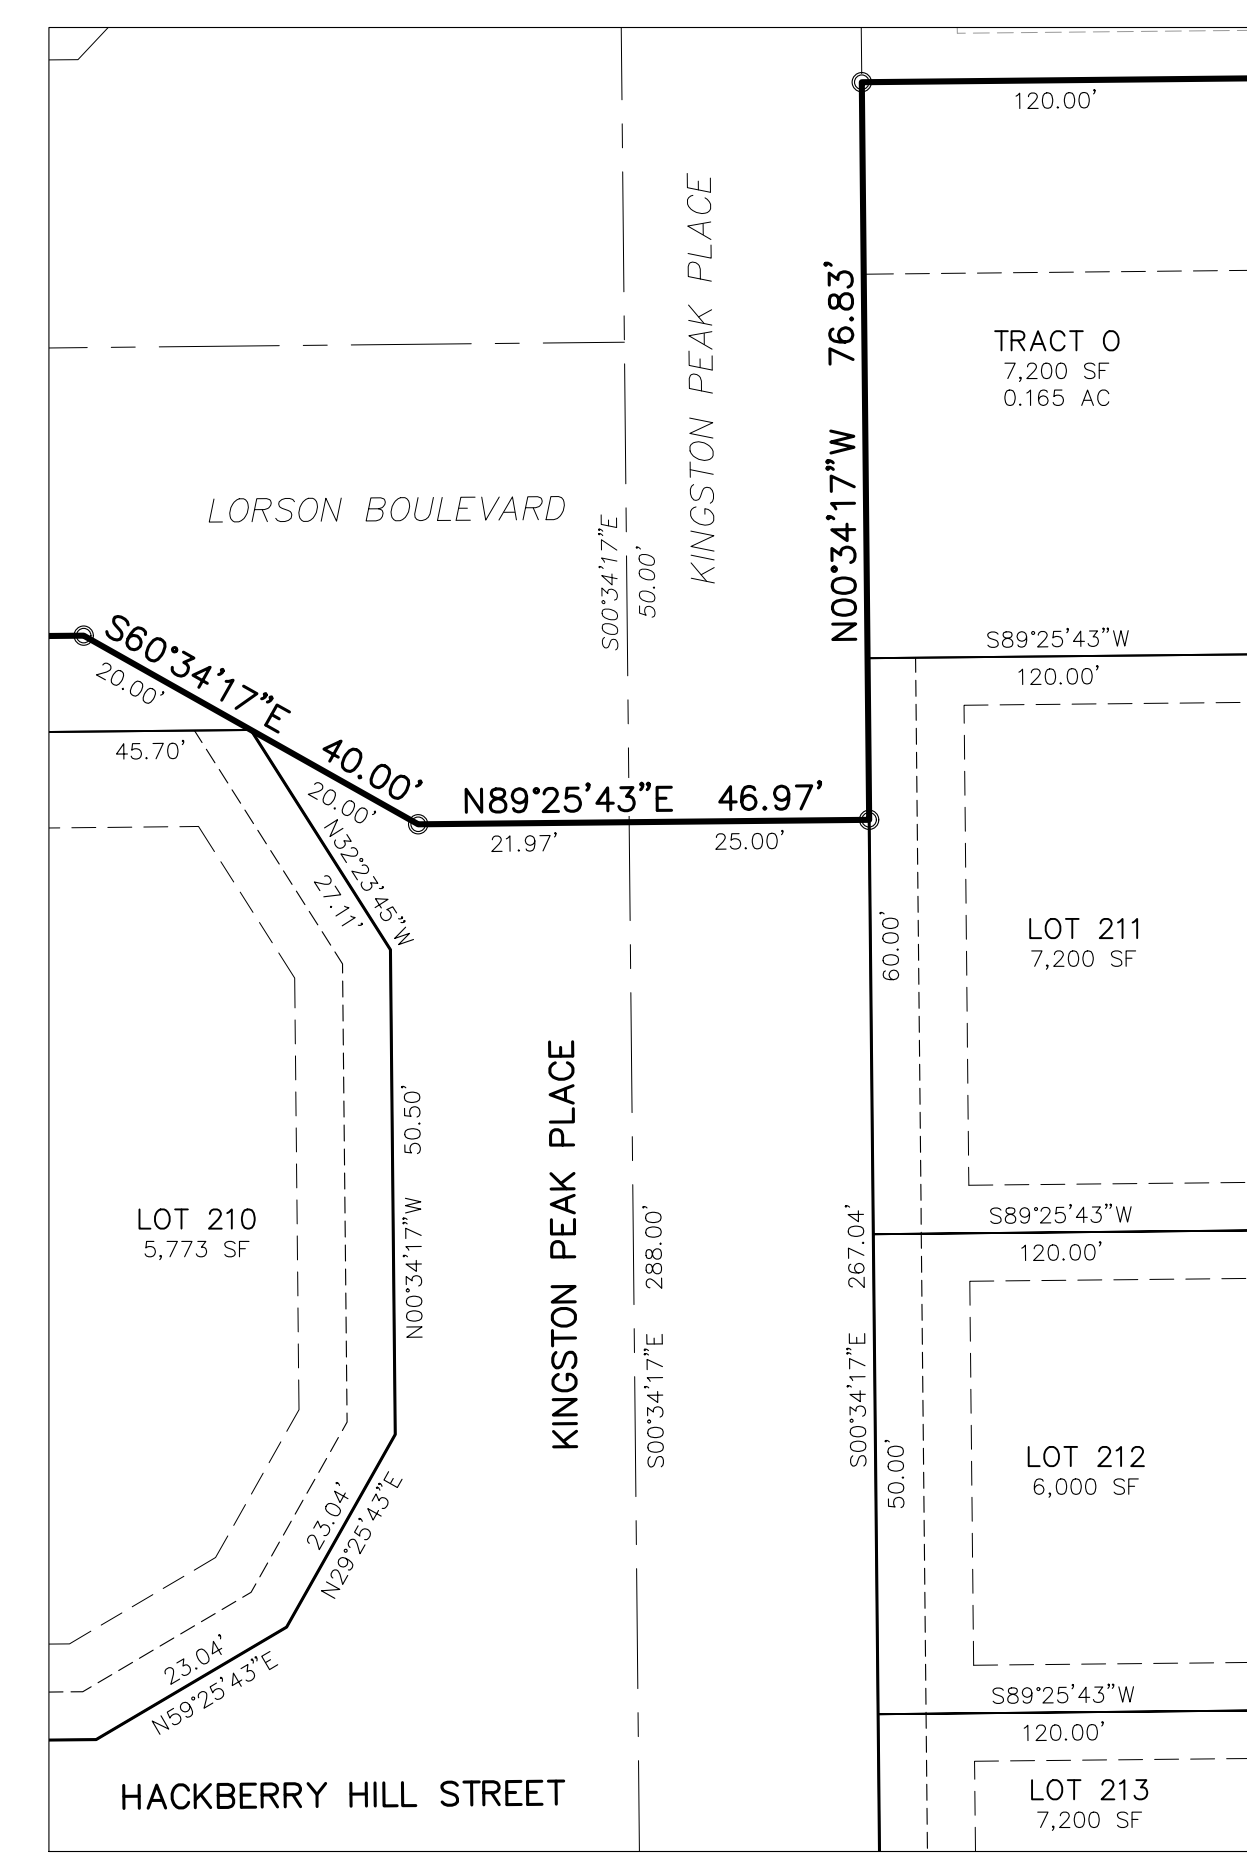 120.00'
KINGSTON PEAK PLACE
N00°34'17"W 76.83'
TRACT O
7,200 SF
0.165 AC
LORSON BOULEVARD
S00°34'17"E
50.00'
S60°34'17"E 40.00'
20.00'
20.00'
45.70'
S89°25'43"W
120.00'
N89°25'43"E 46.97'
21.97'
25.00'
N32°23'45"W
27.11'
60.00'
LOT 211
7,200 SF
KINGSTON PEAK PLACE
N00°34'17"W 50.50'
LOT 210
5,773 SF
S00°34'17"E 288.00'
S00°34'17"E 267.04'
S89°25'43"W
120.00'
50.00'
LOT 212
6,000 SF
23.04'
N29°25'43"E
23.04'
N59°25'43"E
S89°25'43"W
120.00'
HACKBERRY HILL STREET
LOT 213
7,200 SF